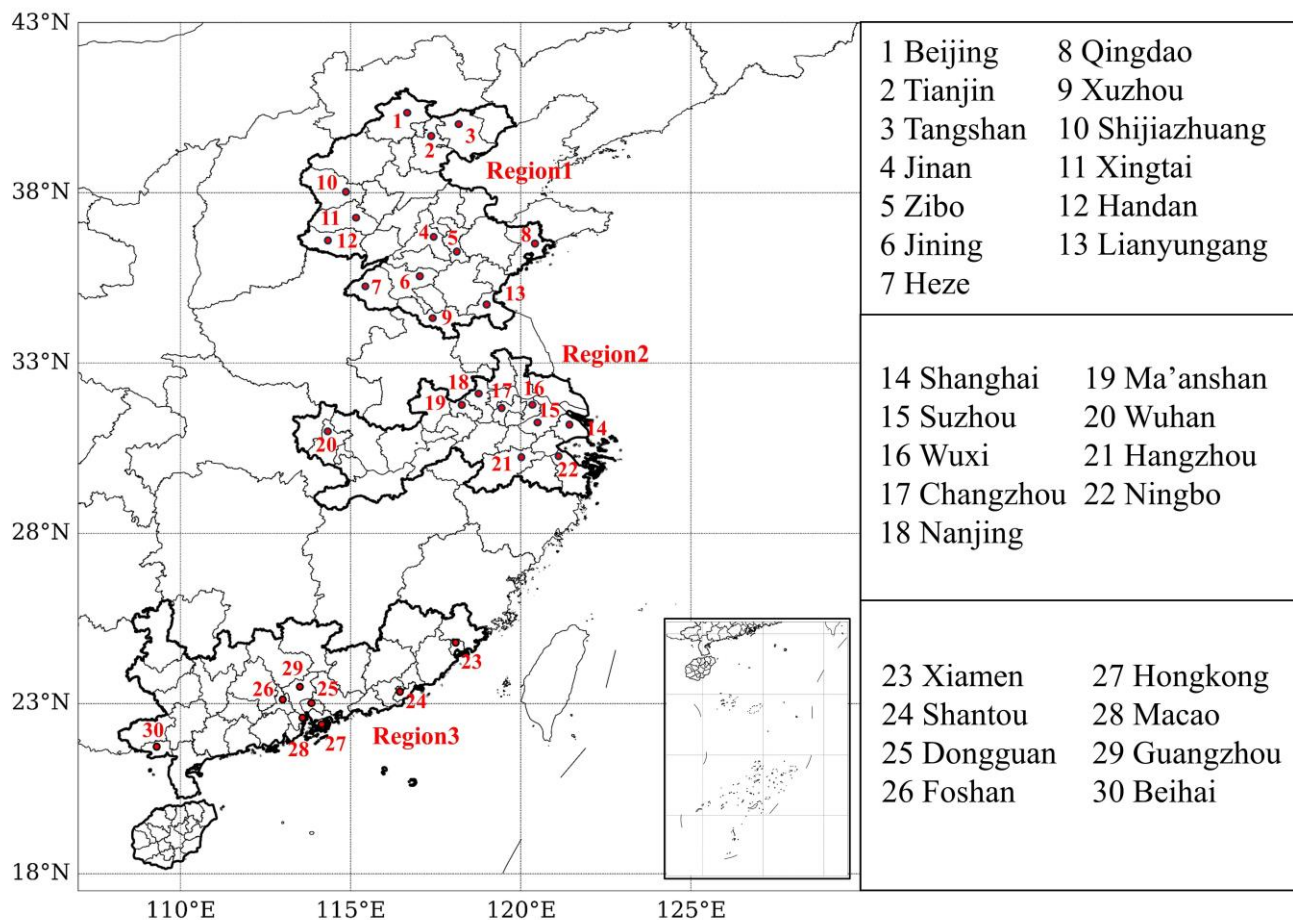 43°N
38°N
33°N
28°N
23°N
18°N
110°E
115°E
120°E
125°E
1
2
3
Region1
10
11
12
4
5
8
6
7
13
9
Region2
18
17
16
19
15
14
20
21
22
23
29
26
25
24
30
28
27
Region3
1 Beijing
2 Tianjin
3 Tangshan
4 Jinan
5 Zibo
6 Jining
7 Heze
8 Qingdao
9 Xuzhou
10 Shijiazhuang
11 Xingtai
12 Handan
13 Lianyungang
14 Shanghai
15 Suzhou
16 Wuxi
17 Changzhou
18 Nanjing
19 Ma’anshan
20 Wuhan
21 Hangzhou
22 Ningbo
23 Xiamen
24 Shantou
25 Dongguan
26 Foshan
27 Hongkong
28 Macao
29 Guangzhou
30 Beihai